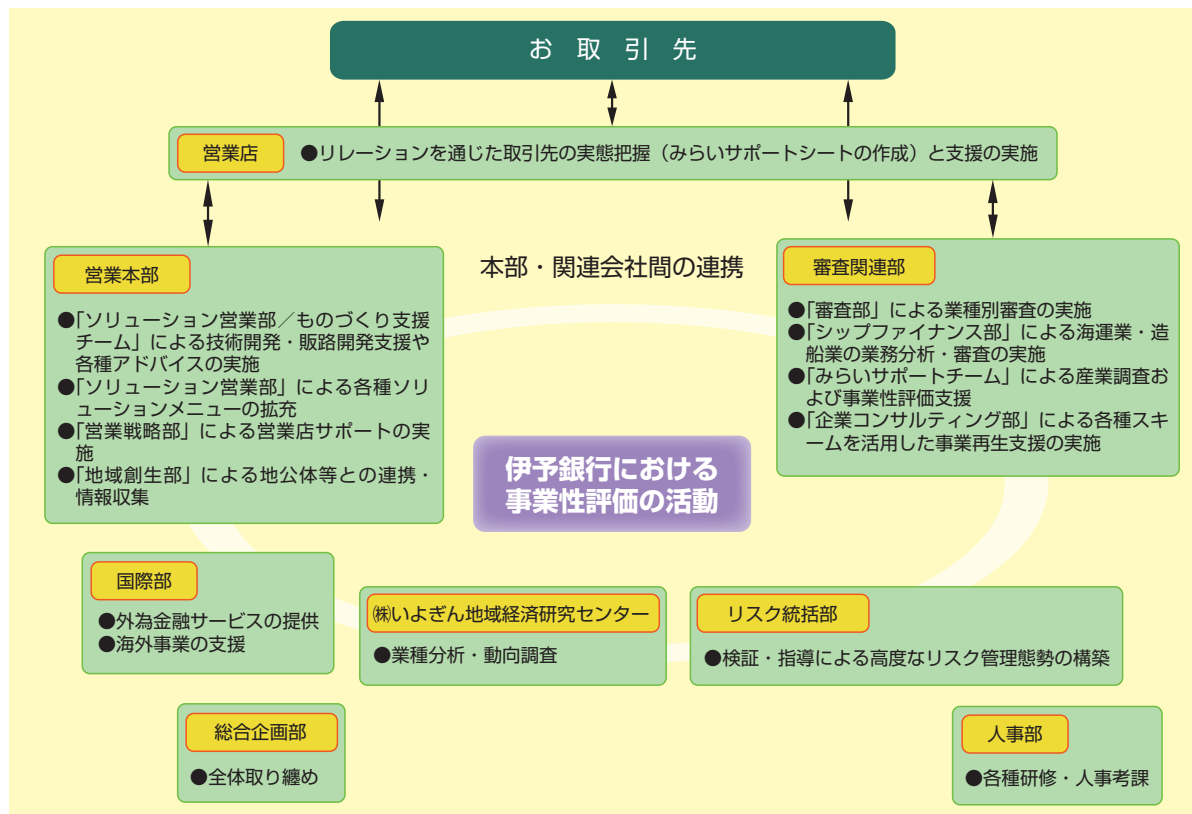 お取引先
営業店
●リレーションを通じた取引先の実態把握（みらいサポートシートの作成）と支援の実施
営業本部
●「ソリューション営業部／ものづくり支援
チーム」による技術開発・販路開発支援や
各種アドバイスの実施
●「ソリューション営業部」による各種ソリ
ューションメニューの拡充
●「営業戦略部」による営業店サポートの実
施
●「地域創生部」による地公体等との連携・
情報収集
本部・関連会社間の連携
審査関連部
●「審査部」による業種別審査の実施
●「シップファイナンス部」による海運業・造
船業の業務分析・審査の実施
●「みらいサポートチーム」による産業調査お
よび事業性評価支援
●「企業コンサルティング部」による各種スキ
ームを活用した事業再生支援の実施
伊予銀行における
事業性評価の活動
国際部
●外為金融サービスの提供
●海外事業の支援
㈱いよぎん地域経済研究センター
●業種分析・動向調査
リスク統括部
●検証・指導による高度なリスク管理態勢の構築
総合企画部
●全体取り纏め
人事部
●各種研修・人事考課